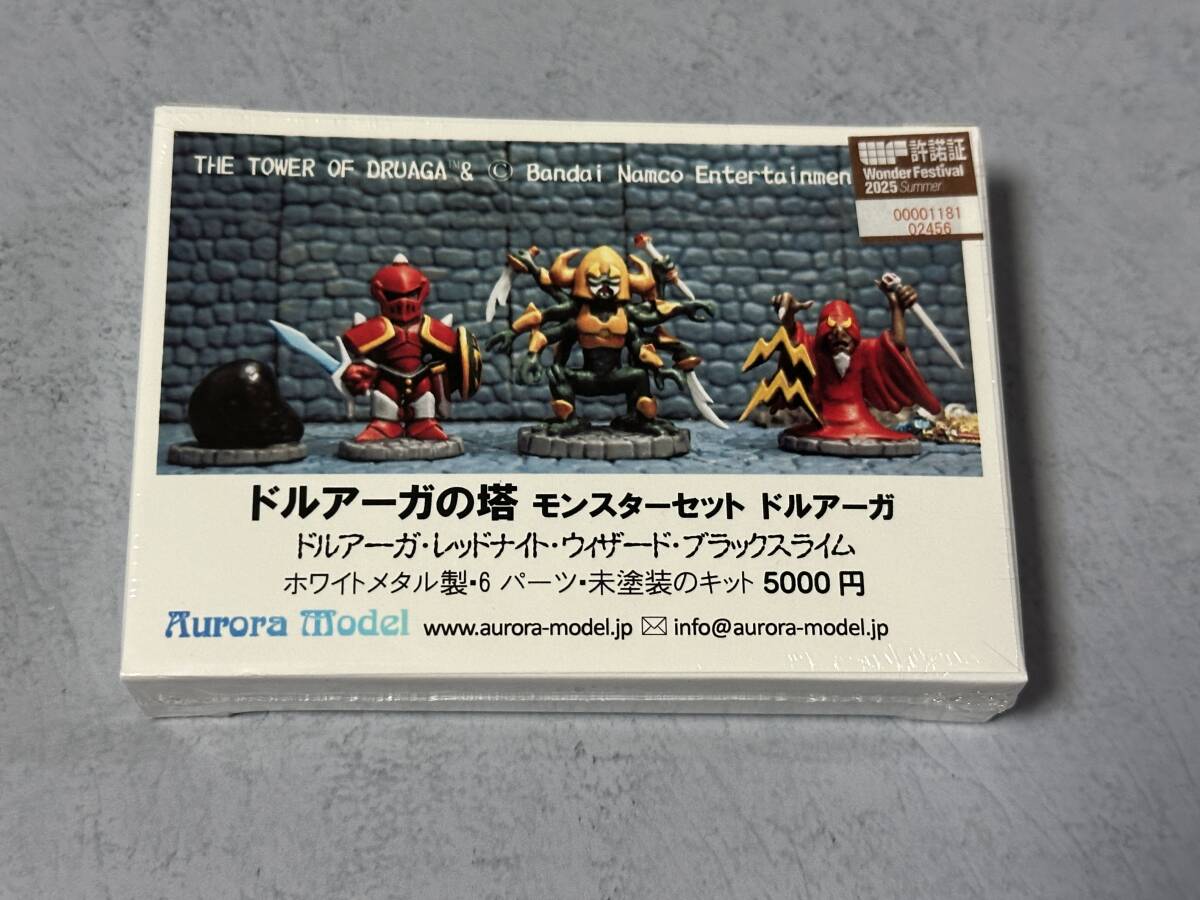 THE TOWER OF DRUAGA™& © Bandai Namco Entertainmen
WF 許諾証
Wonder Festival
2025 Summer
00001181
02456
ドルアーガの塔 モンスターセット ドルアーガ
ドルアーガ・レッドナイト・ウィザード・ブラックスライム
ホワイトメタル製・6 パーツ・未塗装のキット 5000 円
Aurora Model www.aurora-model.jp ✉ info@aurora-model.jp